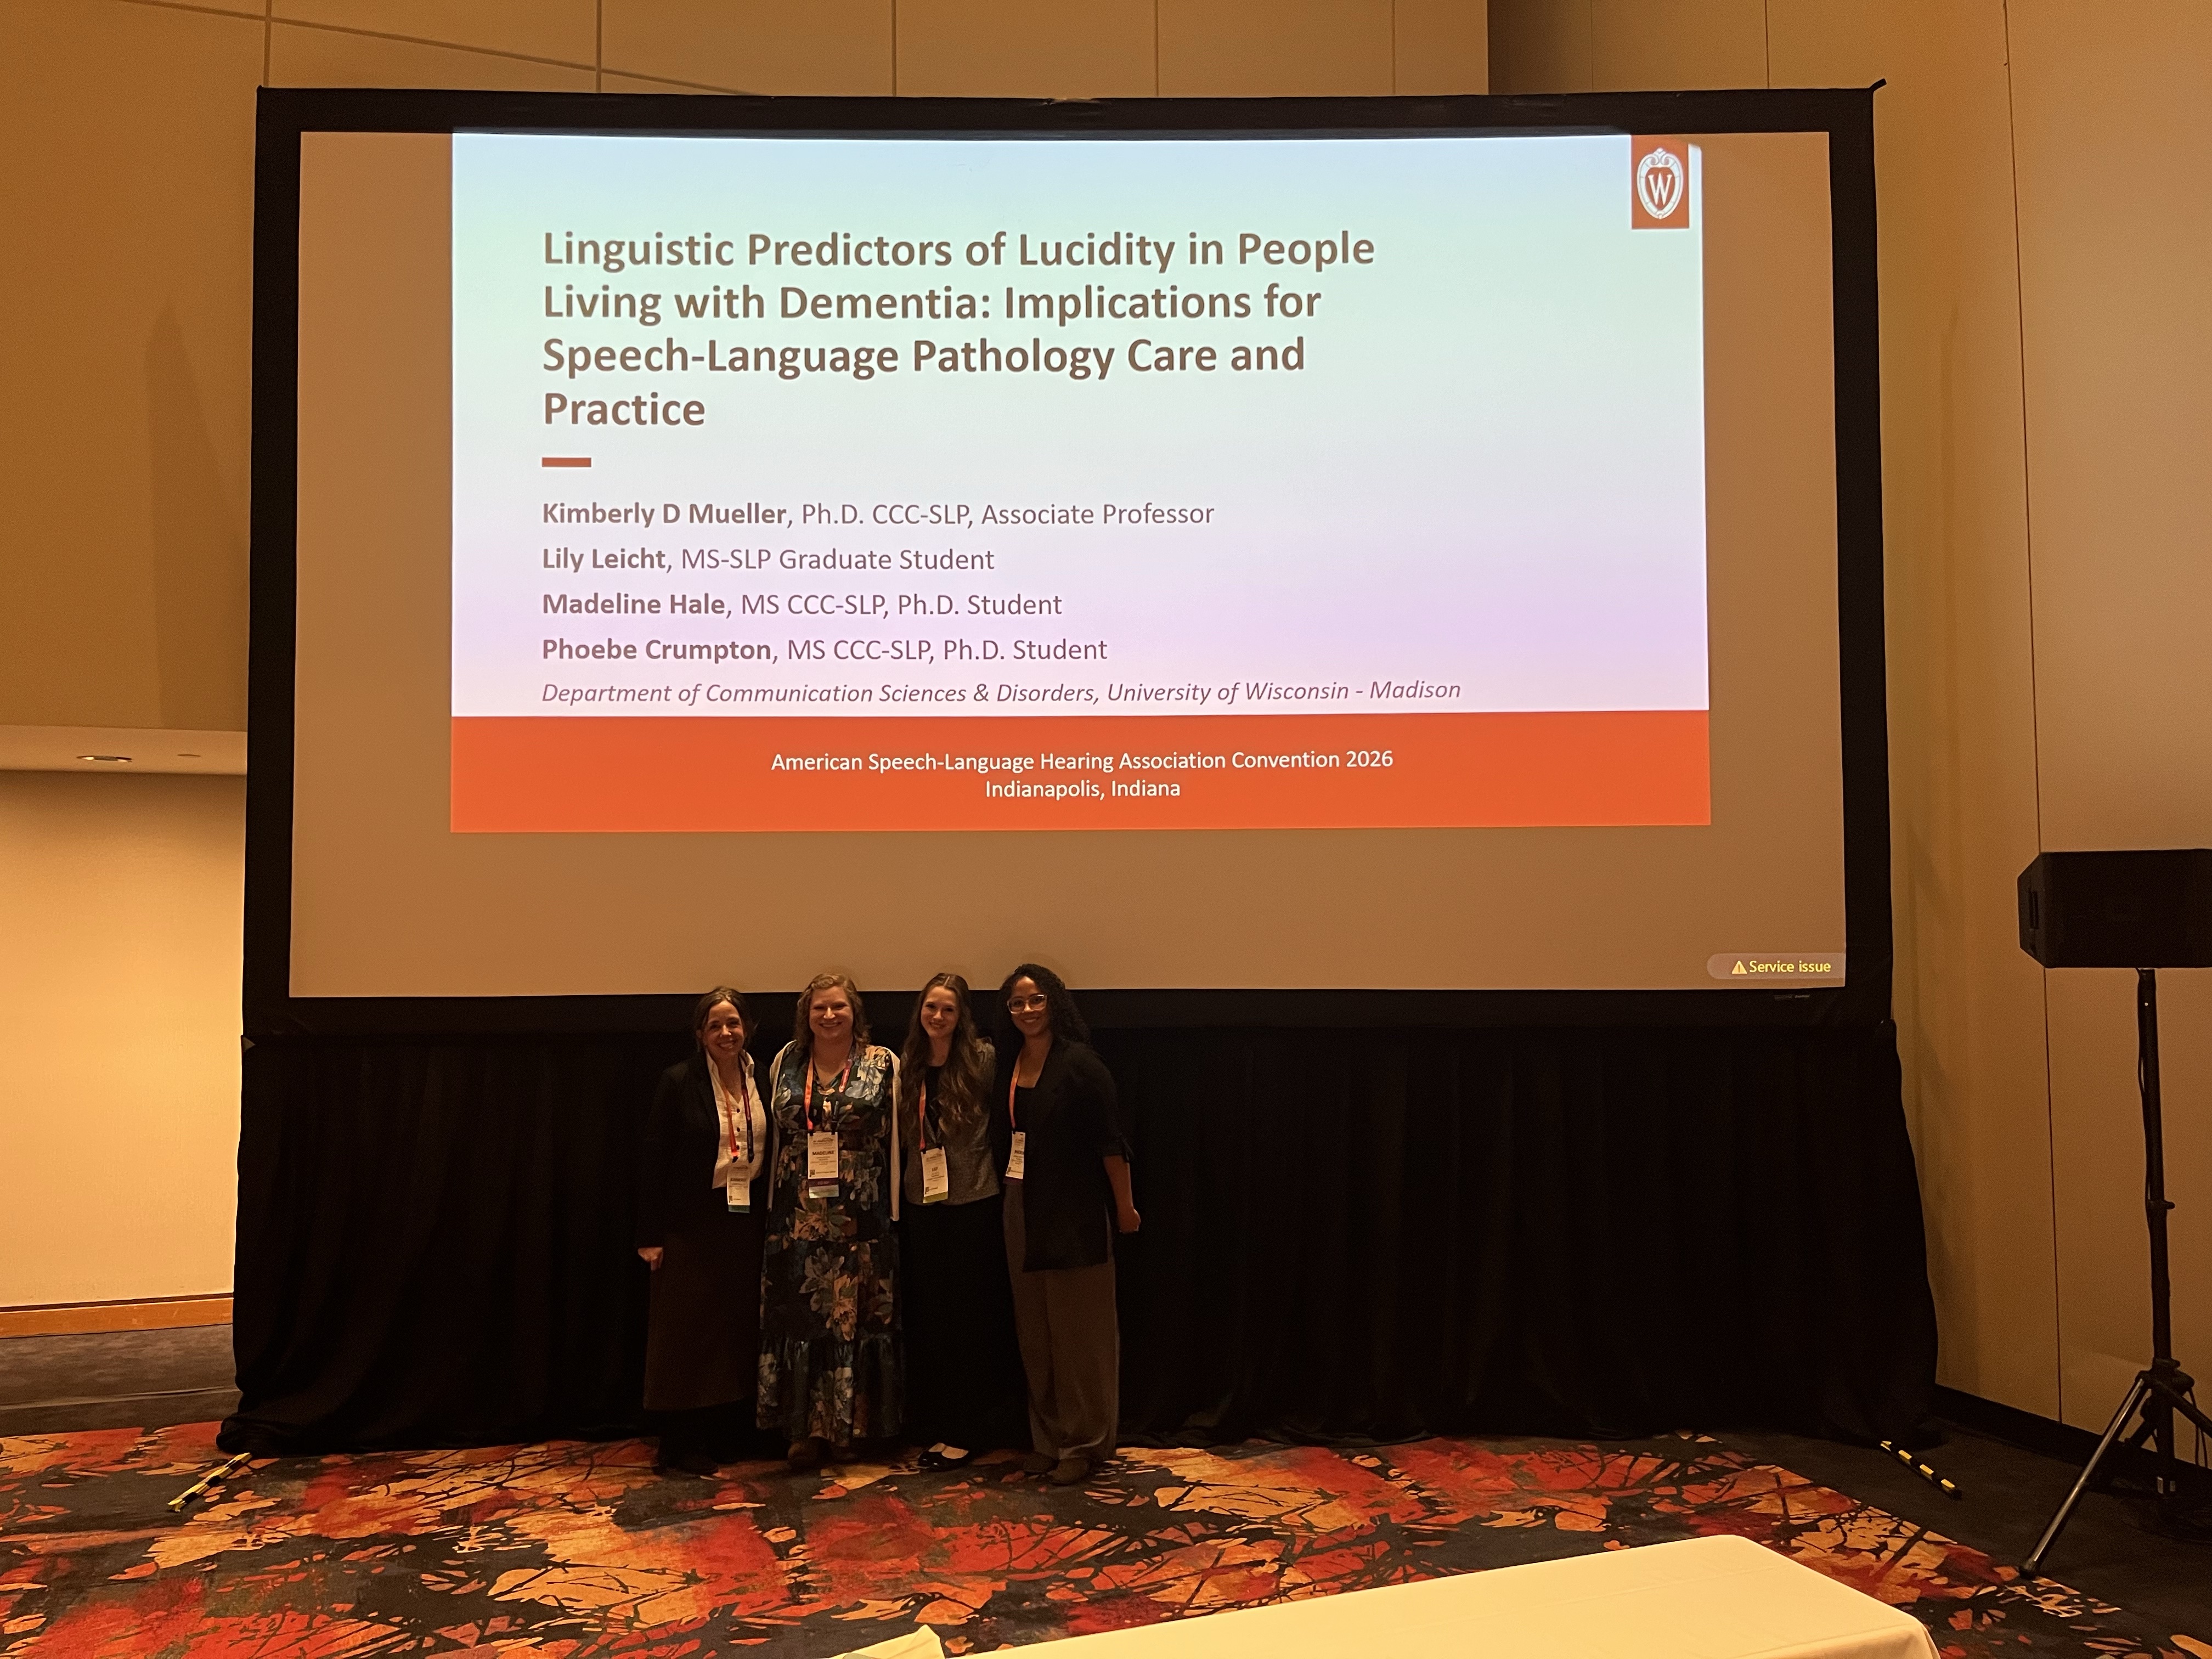 W
Linguistic Predictors of Lucidity in People
Living with Dementia: Implications for
Speech-Language Pathology Care and
Practice
Kimberly D Mueller, Ph.D. CCC-SLP, Associate Professor
Lily Leicht, MS-SLP Graduate Student
Madeline Hale, MS CCC-SLP, Ph.D. Student
Phoebe Crumpton, MS CCC-SLP, Ph.D. Student
Department of Communication Sciences & Disorders, University of Wisconsin - Madison
American Speech-Language Hearing Association Convention 2026
Indianapolis, Indiana
Service issue
MADELINE